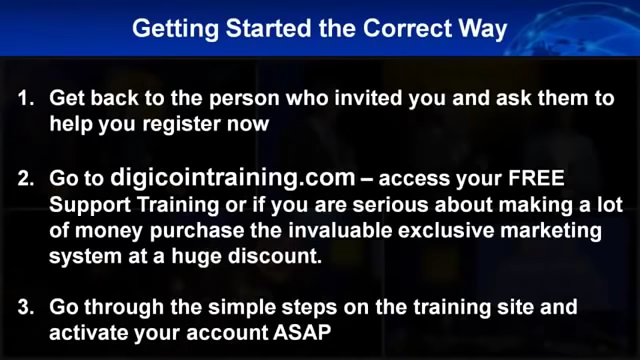 Getting Started the Correct Way
1. Get back to the person who invited you and ask them to
help you register now
2. Go to digicointraining.com – access your FREE
Support Training or if you are serious about making a lot
of money purchase the invaluable exclusive marketing
system at a huge discount.
3. Go through the simple steps on the training site and
activate your account ASAP